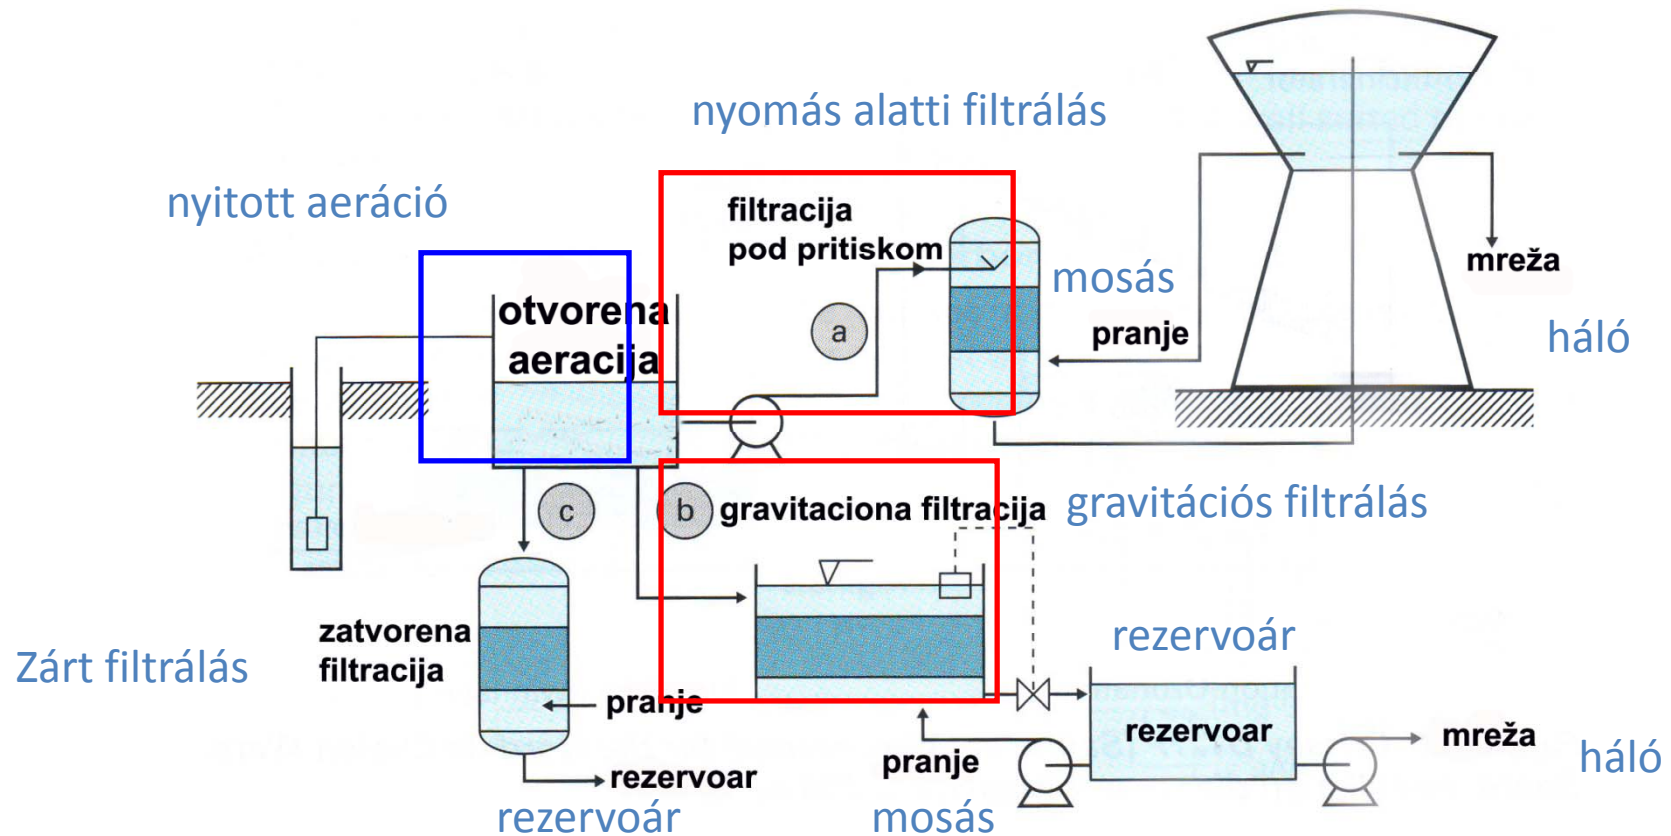 nyomás alatti filtrálás
nyitott aeráció
filtracija
pod pritiskom
mosás
mreža
otvorena
aeracija
a
pranje
háló
c
b
gravitaciona filtracija
gravitációs filtrálás
zatvorena
filtracija
rezervoár
Zárt filtrálás
pranje
rezervoar
mreža
pranje
háló
rezervoar
rezervoár
mosás